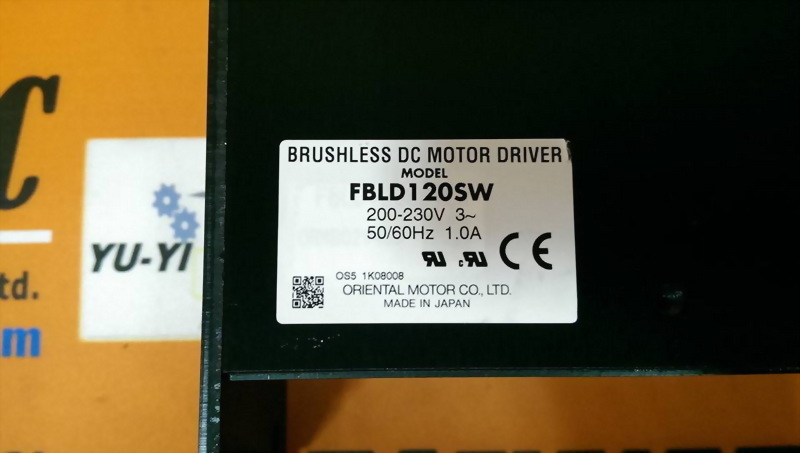 C
YU-YI
td.
m
BRUSHLESS DC MOTOR DRIVER
MODEL
FBLD120SW
200-230V 3~
50/60Hz 1.0A
CE
OS5 1K08008
ORIENTAL MOTOR CO., LTD.
MADE IN JAPAN